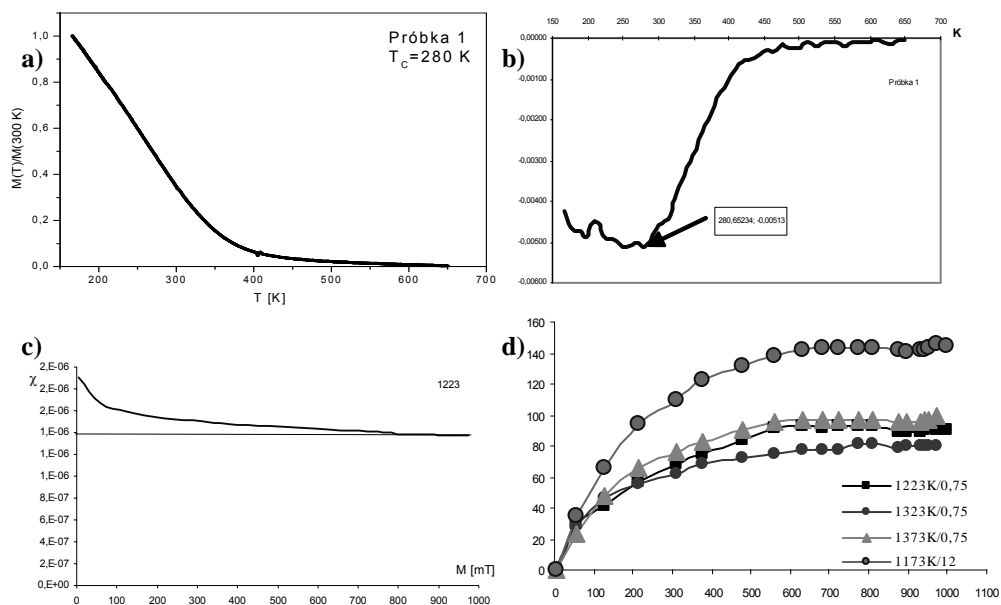 a)
Próbka 1
T_C=280 K
M(T)/M(300 K)
1,0
0,8
0,6
0,4
0,2
0,0
200 300 400 500 600 700
T [K]
b)
150 200 250 300 350 400 450 500 550 600 650 700
K
0,00000
-0,00100
-0,00200
-0,00300
-0,00400
-0,00500
-0,00600
Próbka 1
280,65234; -0,00513
c)
χ
2,E-06
2,E-06
2,E-06
1,E-06
1,E-06
1,E-06
8,E-07
6,E-07
4,E-07
2,E-07
0,E+00
1223
M [mT]
0 100 200 300 400 500 600 700 800 900 1000
d)
160
140
120
100
80
60
40
20
0
1223K/0,75
1323K/0,75
1373K/0,75
1173K/12
0 100 200 300 400 500 600 700 800 900 1000 1100